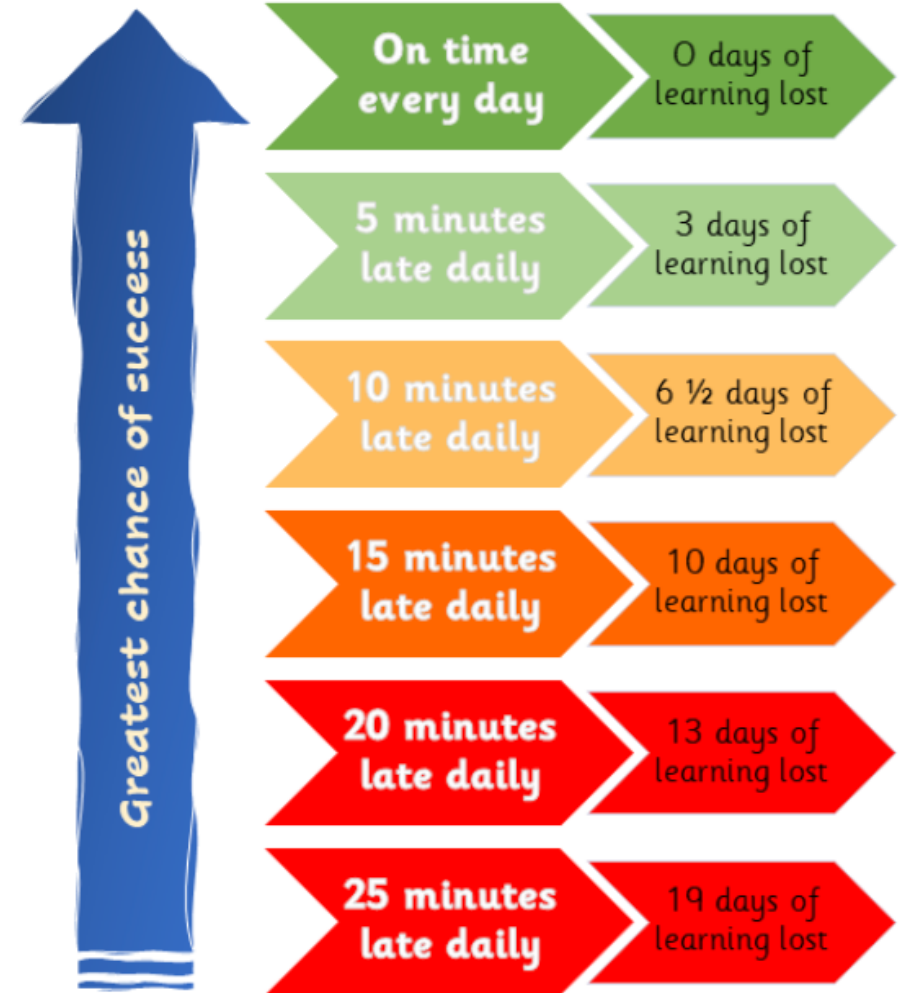 Greatest chance of success
On time
every day
0 days of
learning lost
5 minutes
late daily
3 days of
learning lost
10 minutes
late daily
6 ½ days of
learning lost
15 minutes
late daily
10 days of
learning lost
20 minutes
late daily
13 days of
learning lost
25 minutes
late daily
19 days of
learning lost